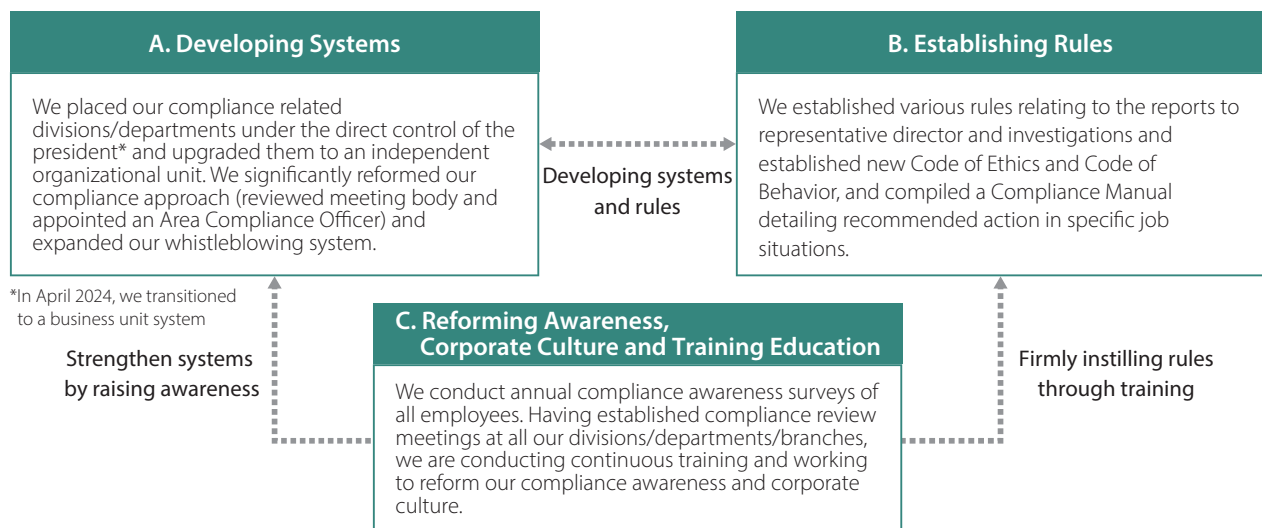 A. Developing Systems
We placed our compliance related
divisions/departments under the direct control of the
president* and upgraded them to an independent
organizational unit. We significantly reformed our
compliance approach (reviewed meeting body and
appointed an Area Compliance Officer) and
expanded our whistleblowing system.
*In April 2024, we transitioned
to a business unit system
Developing systems
and rules
B. Establishing Rules
We established various rules relating to the reports to
representative director and investigations and
established new Code of Ethics and Code of
Behavior, and compiled a Compliance Manual
detailing recommended action in specific job
situations.
Strengthen systems
by raising awareness
C. Reforming Awareness,
Corporate Culture and Training Education
We conduct annual compliance awareness surveys of
all employees. Having established compliance review
meetings at all our divisions/departments/branches,
we are conducting continuous training and working
to reform our compliance awareness and corporate
culture.
Firmly instilling rules
through training